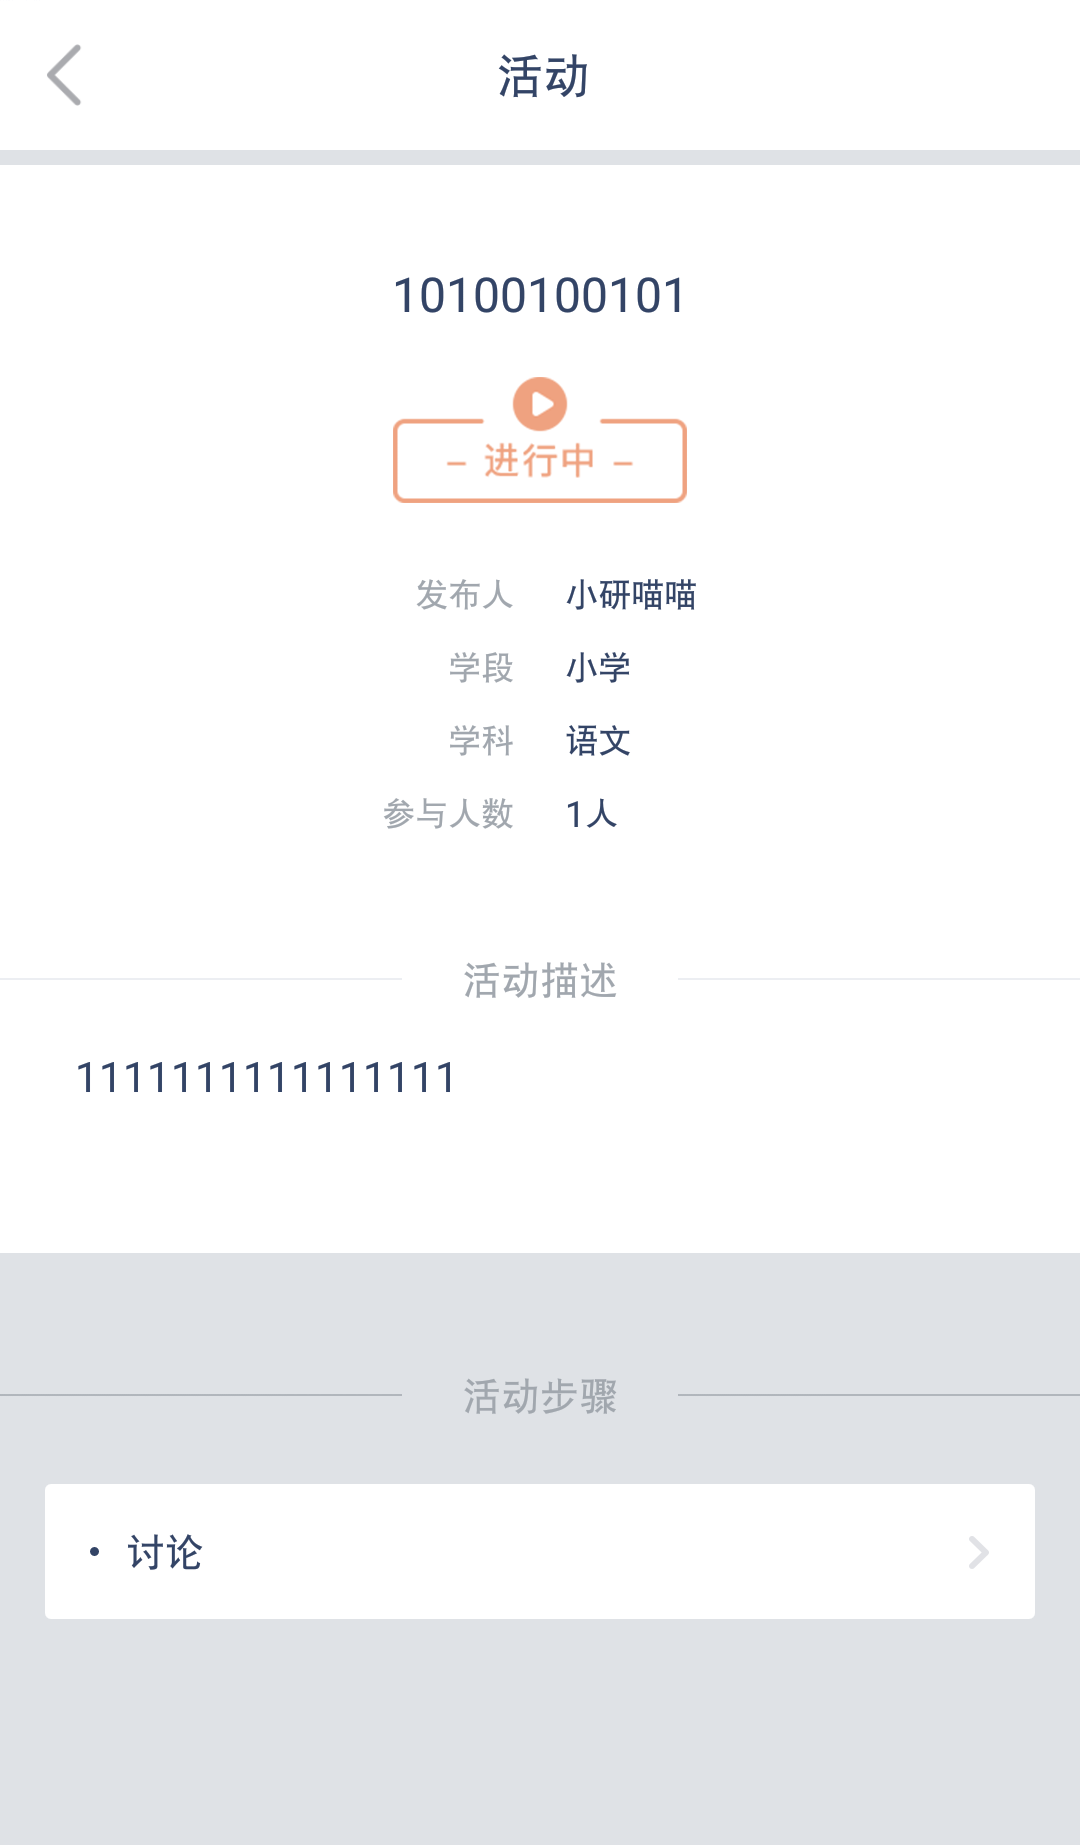 活动
10100100101
– 进行中 –
发布人 小研喵喵
学段 小学
学科 语文
参与人数 1人
活动描述
1111111111111111
活动步骤
• 讨论